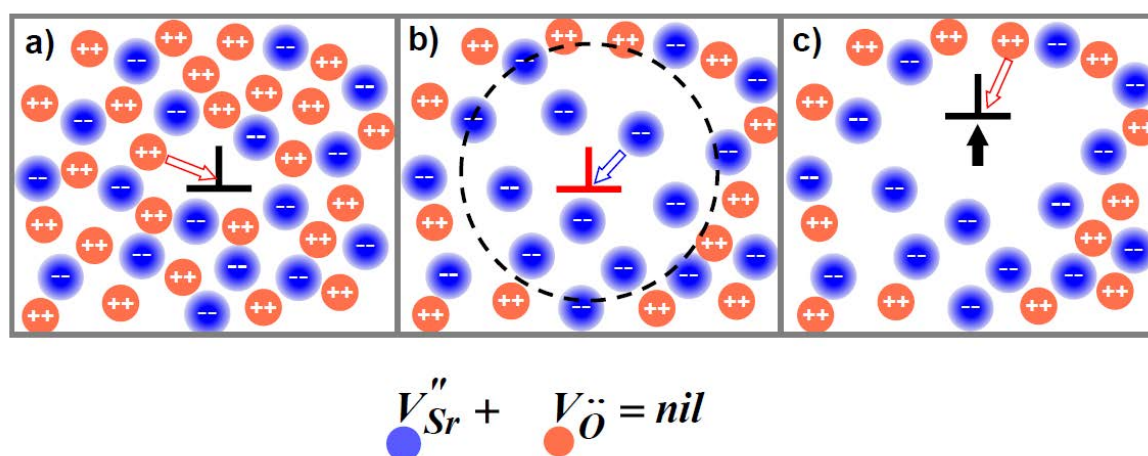 a) b) c)
++ ++ ++ -- ++ ++ -- ++ -- -- ++ -- ++ -- ++ ++ ++ -- ++ -- ++ -- ++ ++ ++ -- ++ -- -- ++ -- ++ ++ -- ++ -- ++ -- -- -- ++ ++ ++ -- ++
++ -- ++ ++ -- ++ -- ++ -- -- -- ++ -- -- ++ -- -- ++ ++ -- -- ++ -- -- -- -- -- ++ ++ -- ++ ++
++ -- ++ ++ -- ++ -- ++ -- ++ -- -- -- -- ++ -- ++ -- -- -- -- ++ ++ ++ -- ++
V''Sr + V··O = nil